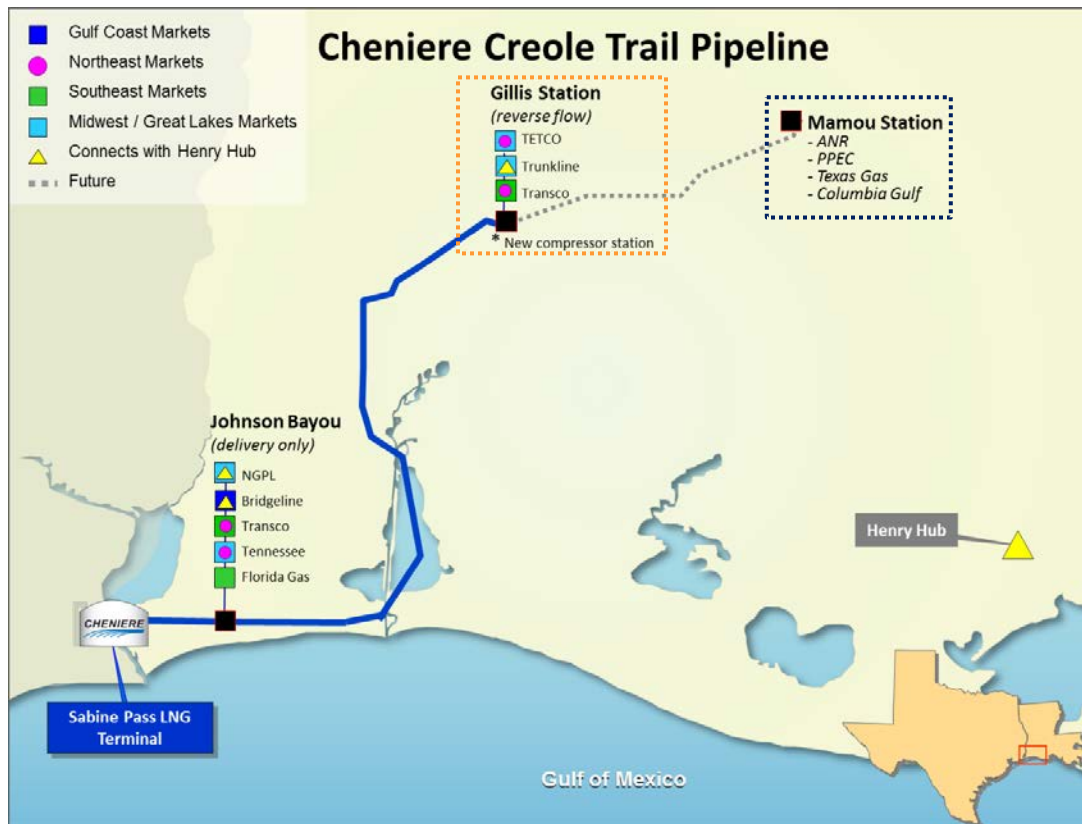 Cheniere Creole Trail Pipeline
Gulf Coast Markets
Northeast Markets
Southeast Markets
Midwest / Great Lakes Markets
Connects with Henry Hub
Future
Gillis Station
(reverse flow)
TETCO
Trunkline
Transco
* New compressor station
Mamou Station
- ANR
- PPEC
- Texas Gas
- Columbia Gulf
Johnson Bayou
(delivery only)
NGPL
Bridgeline
Transco
Tennessee
Florida Gas
Henry Hub
CHENIERE
Sabine Pass LNG
Terminal
Gulf of Mexico